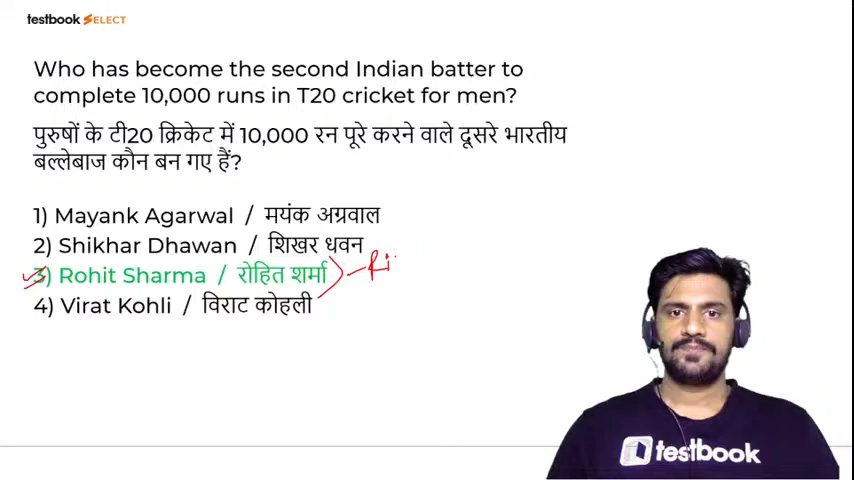 testbook SELECT
Who has become the second Indian batter to
complete 10,000 runs in T20 cricket for men?
पुरुषों के टी20 क्रिकेट में 10,000 रन पूरे करने वाले दूसरे भारतीय
बल्लेबाज कौन बन गए हैं?
1) Mayank Agarwal / मयंक अग्रवाल
2) Shikhar Dhawan / शिखर धवन
3) Rohit Sharma / रोहित शर्मा
4) Virat Kohli / विराट कोहली
testbook